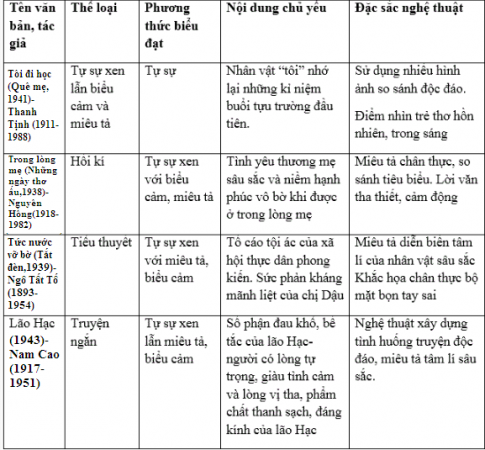 Tên văn
bản, tác
giả
Thể loại
Phương
thức biểu
đạt
Nội dung chủ yếu
Đặc sắc nghệ thuật
Tôi đi học
(Quê mẹ,
1941)-
Thanh
Tịnh (1911-
1988)
Tự sự xen
lẫn biểu
cảm và
miêu tả
Tự sự
Nhân vật “tôi” nhớ
lại những kỉ niệm
buổi tựu trường đầu
tiên.
Sử dụng nhiều hình
ảnh so sánh độc đáo.
Điểm nhìn trẻ thơ hồn
nhiên, trong sáng
Trong lòng
mẹ (Những
ngày thơ
ấu,1938)-
Nguyên
Hồng(1918-
1982)
Hồi kí
Tự sự xen
với biểu
cảm, miêu tả
Tình yêu thương mẹ
sâu sắc và niềm hạnh
phúc vô bờ khi được
ở trong lòng mẹ
Miêu tả chân thực, so
sánh tiêu biểu. Lời văn
tha thiết, cảm động
Tức nước
vỡ bờ (Tắt
đèn,1939)-
Ngô Tất Tố
(1893-
1954)
Tiểu thuyết
Tự sự xen
với miêu tả,
biểu cảm
Tố cáo tội ác của xã
hội thực dân phong
kiến. Sức phản kháng
mãnh liệt của chị Dậu
Miêu tả diễn biến tâm
lí của nhân vật sâu sắc
Khắc họa chân thực bộ
mặt bọn tay sai
Lão Hạc
(1943)-
Nam Cao
(1917-
1951)
Truyện
ngắn
Tự sự xen
lẫn miêu tả,
biểu cảm
Số phận đau khổ, bế
tắc của lão Hạc-
người có lòng tự
trọng, giàu tình cảm
và lòng vị tha, phẩm
chất thanh sạch, đáng
kính của lão Hạc
Nghệ thuật xây dựng
tình huống truyện độc
đáo, miêu tả tâm lí sâu
sắc.